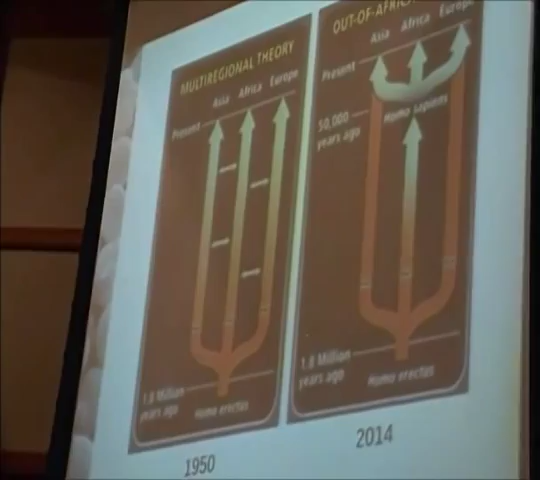 MULTIREGIONAL THEORY
Asia Africa Europe
Present
1.8 Million
years ago
Homo erectus
1950
OUT-OF-AFRIC
Asia Africa Europe
Present
50,000
years ago
Homo sapiens
1.8 Million
years ago
Homo erectus
2014